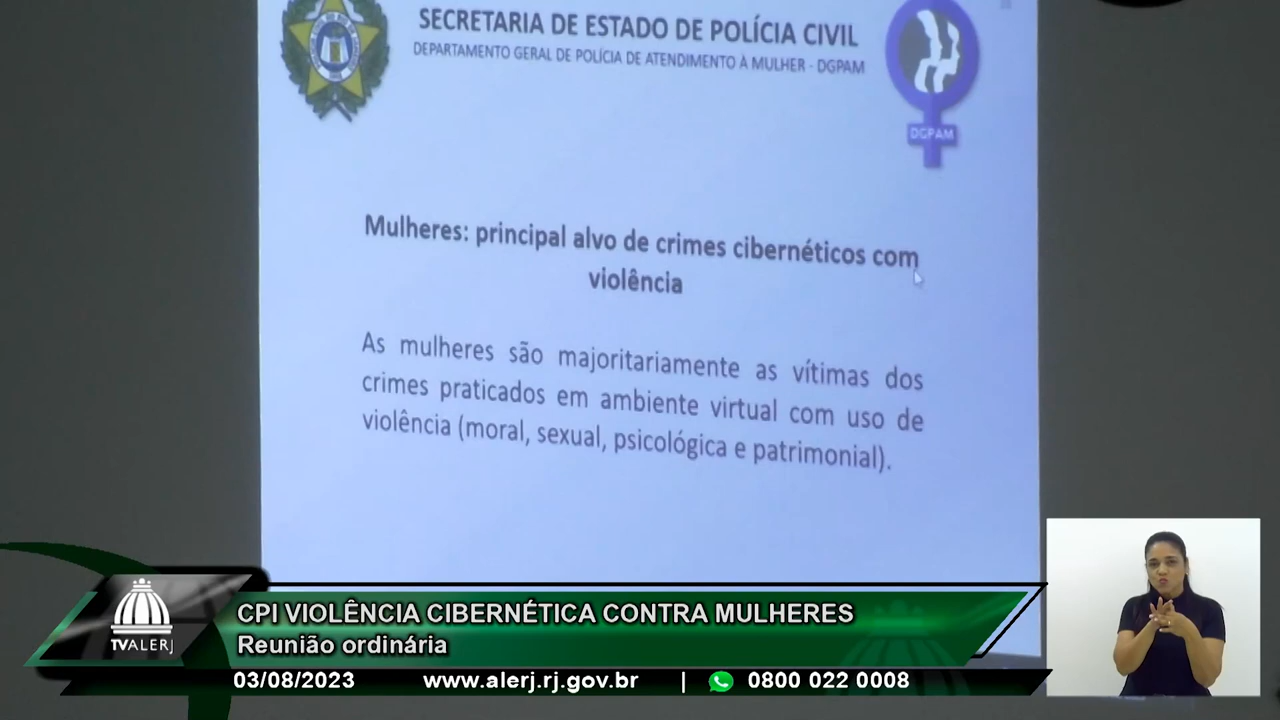 SECRETARIA DE ESTADO DE POLÍCIA CIVIL
DEPARTAMENTO GERAL DE POLÍCIA DE ATENDIMENTO À MULHER - DGPAM
DGPAM
Mulheres: principal alvo de crimes cibernéticos com
violência
As mulheres são majoritariamente as vítimas dos
crimes praticados em ambiente virtual com uso de
violência (moral, sexual, psicológica e patrimonial).
CPI VIOLÊNCIA CIBERNÉTICA CONTRA MULHERES
Reunião ordinária
TVALERJ
03/08/2023 www.alerj.rj.gov.br | 0800 022 0008